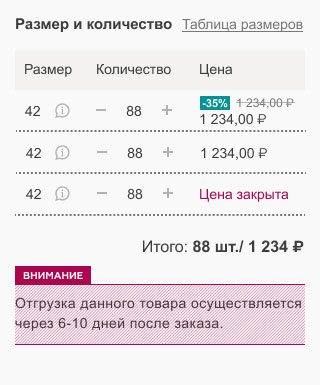 Размер и количество Таблица размеров
Размер Количество Цена
42 88 -35% 1 234,00 ₽
1 234,00 ₽
42 88 1 234,00 ₽
42 88 Цена закрыта
Итого: 88 шт./ 1 234 ₽
ВНИМАНИЕ
Отгрузка данного товара осуществляется
через 6-10 дней после заказа.